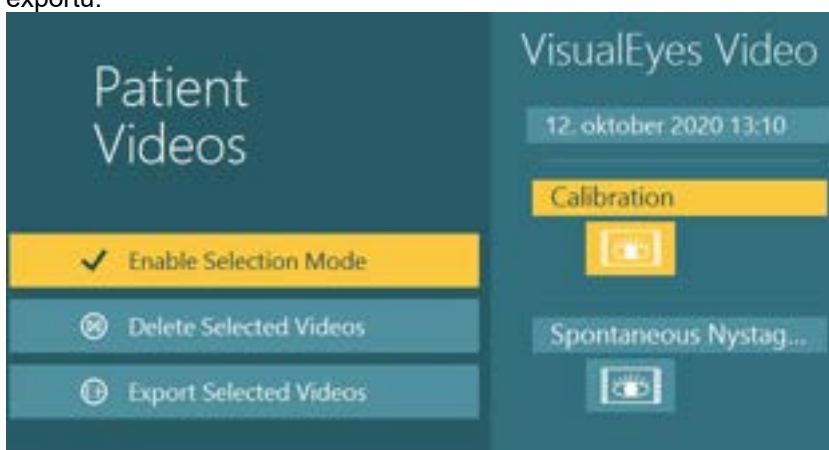 exportu.
Patient
Videos
Enable Selection Mode
Delete Selected Videos
Export Selected Videos
VisualEyes Video
12. oktober 2020 13:10
Calibration
Spontaneous Nystag...